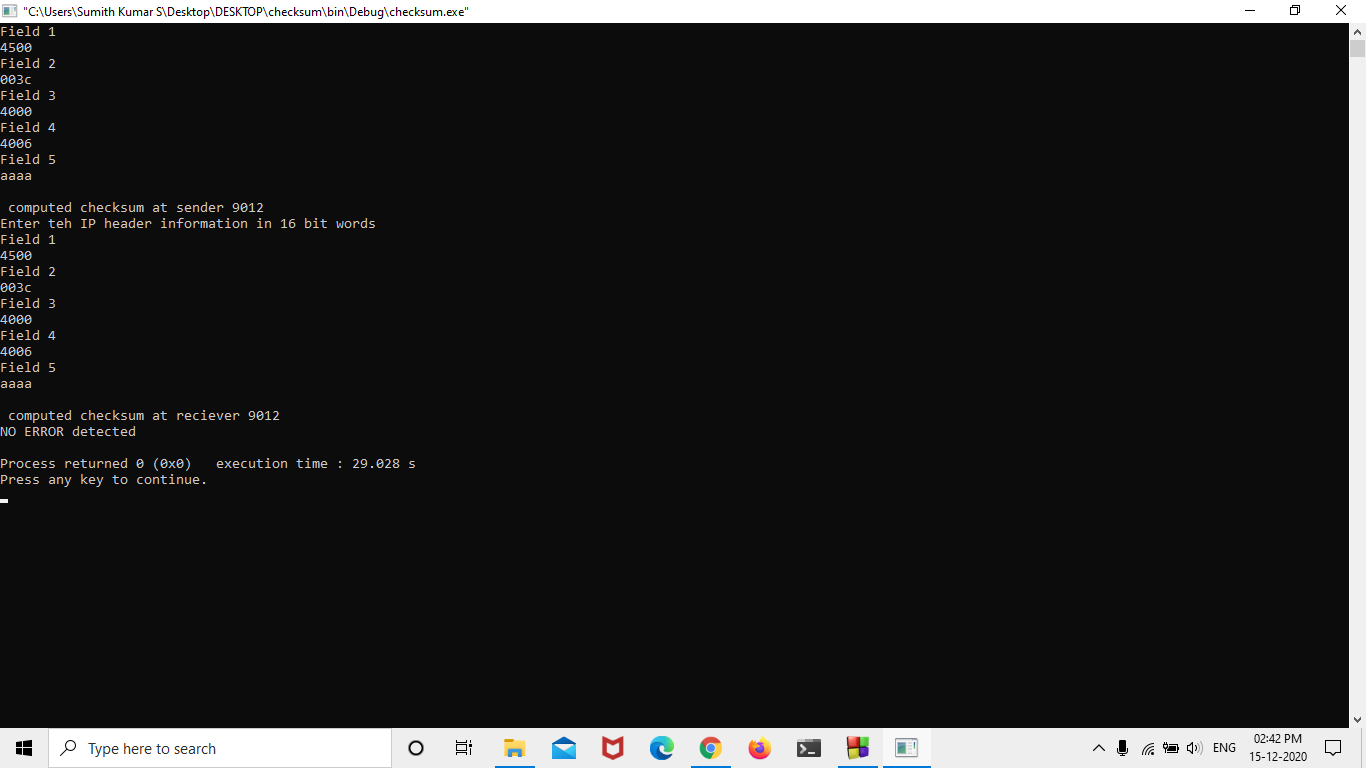 "C:\Users\Sumith Kumar S\Desktop\DESKTOP\checksum\bin\Debug\checksum.exe"
Field 1
4500
Field 2
003c
Field 3
4000
Field 4
4006
Field 5
aaaa
computed checksum at sender 9012
Enter teh IP header information in 16 bit words
Field 1
4500
Field 2
003c
Field 3
4000
Field 4
4006
Field 5
aaaa
computed checksum at reciever 9012
NO ERROR detected
Process returned 0 (0x0)   execution time : 29.028 s
Press any key to continue.
Type here to search
ENG
02:42 PM
15-12-2020